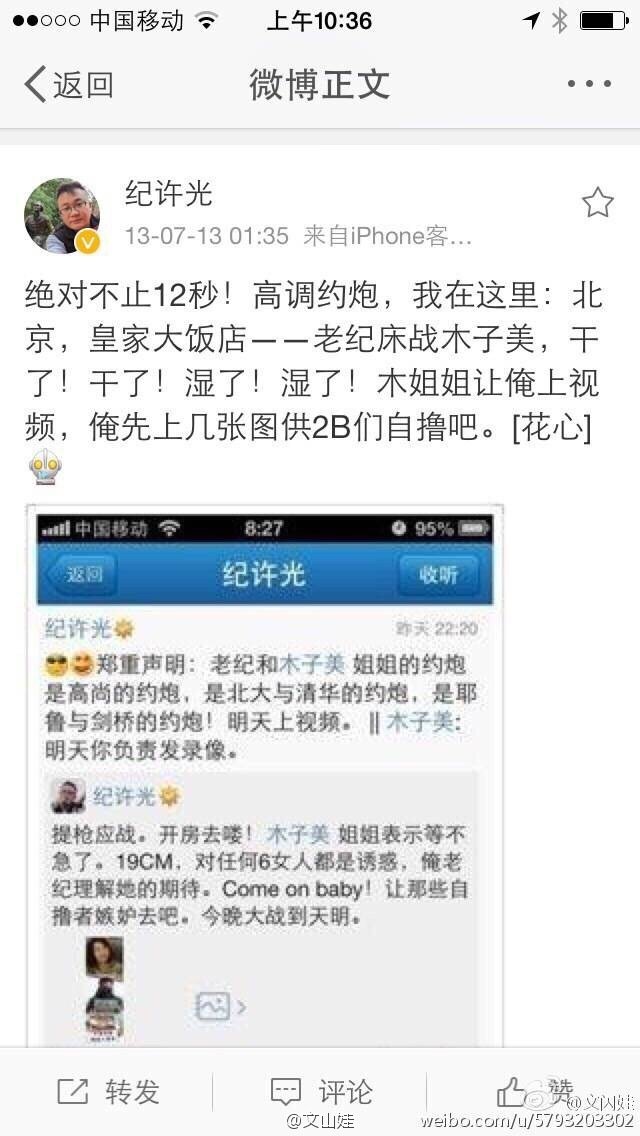 中国移动 上午10:36
返回 微博正文
纪许光
13-07-13 01:35 来自iPhone客...
绝对不止12秒！高调约炮，我在这里：北
京，皇家大饭店——老纪床战木子美，干
了！干了！湿了！湿了！木姐姐让俺上视
频，俺先上几张图供2B们自撸吧。[花心]
中国移动 8:27 95%
返回 纪许光 收听
纪许光 昨天 22:20
郑重声明：老纪和木子美 姐姐的约炮
是高尚的约炮，是北大与清华的约炮，是耶
鲁与剑桥的约炮！明天上视频。 || 木子美:
明天你负责发录像。
纪许光
提枪应战。开房去喽！木子美 姐姐表示等不
急了。19CM，对任何6女人都是诱惑，俺老
纪理解她的期待。Come on baby！让那些自
撸者嫉妒去吧。今晚大战到天明。
转发 评论 赞
@文山娃
@文闪娃
weibo.com/u/5793203302